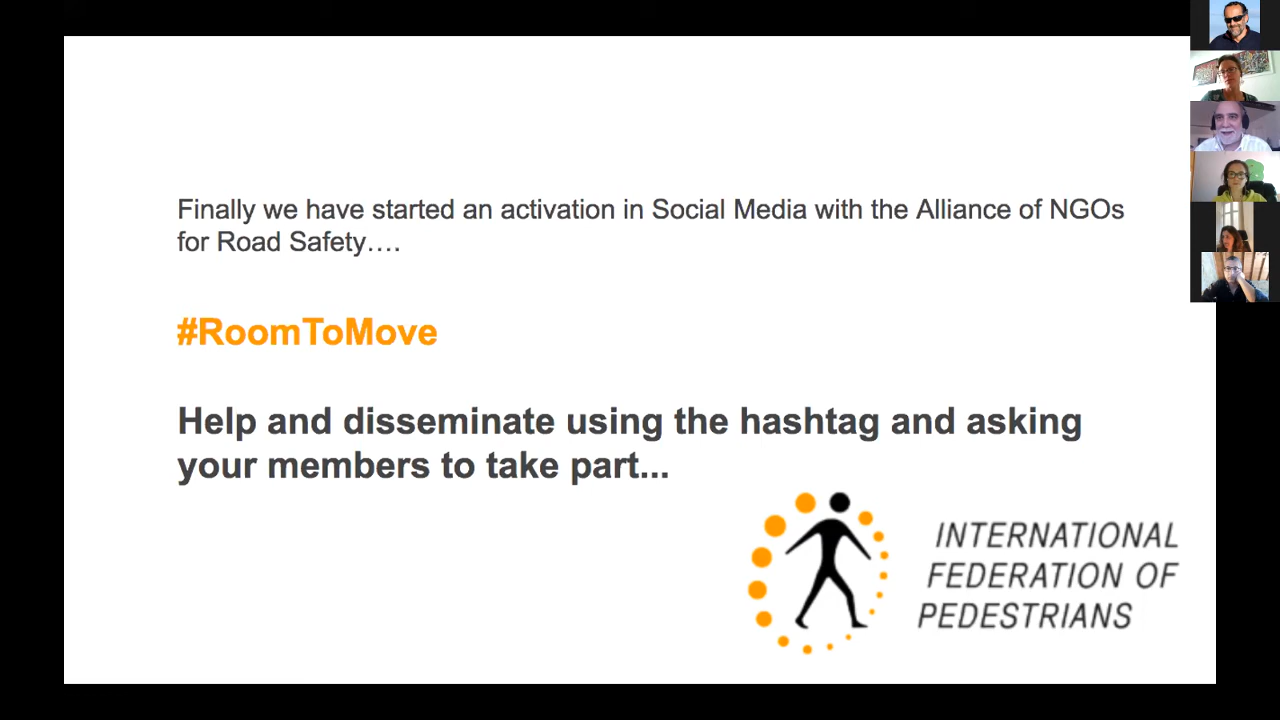 Finally we have started an activation in Social Media with the Alliance of NGOs
for Road Safety….
#RoomToMove
Help and disseminate using the hashtag and asking
your members to take part...
INTERNATIONAL
FEDERATION OF
PEDESTRIANS